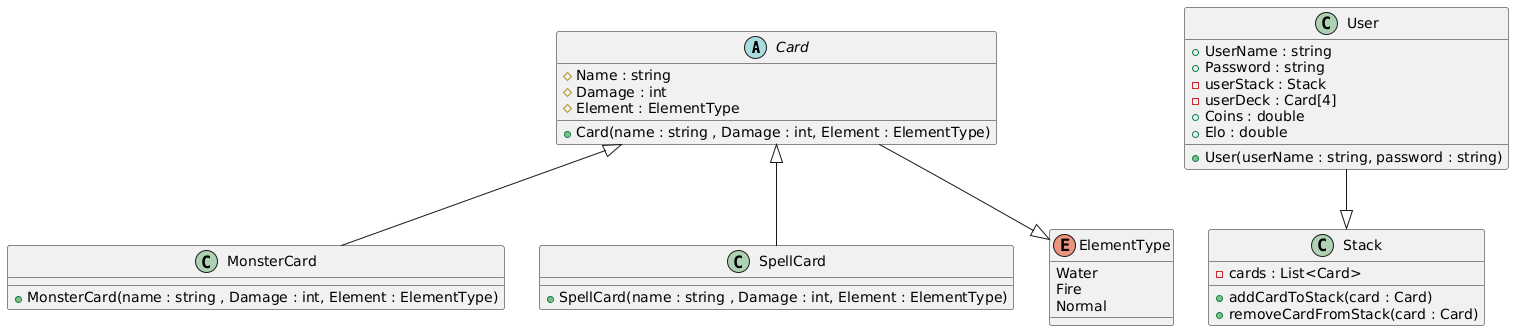 A Card
Name : string
Damage : int
Element : ElementType
Card(name : string , Damage : int, Element : ElementType)
C User
UserName : string
Password : string
userStack : Stack
userDeck : Card[4]
Coins : double
Elo : double
User(userName : string, password : string)
C MonsterCard
MonsterCard(name : string , Damage : int, Element : ElementType)
C SpellCard
SpellCard(name : string , Damage : int, Element : ElementType)
E ElementType
Water
Fire
Normal
C Stack
cards : List<Card>
addCardToStack(card : Card)
removeCardFromStack(card : Card)